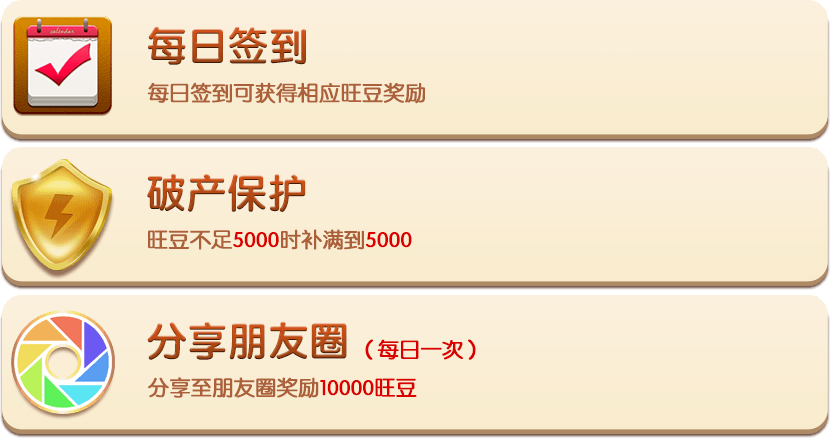 calendar
每日签到
每日签到可获得相应旺豆奖励
破产保护
旺豆不足5000时补满到5000
分享朋友圈（每日一次）
分享至朋友圈奖励10000旺豆